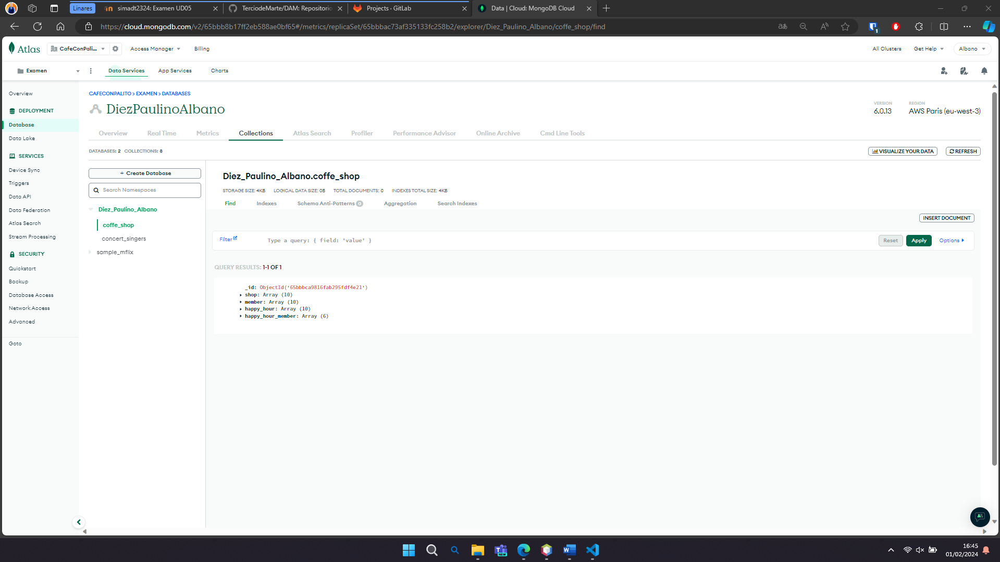 Linares
simadt2324: Examen UD05
TerciodeMarte/DAM: Repositorio
Projects · GitLab
Data | Cloud: MongoDB Cloud
https://cloud.mongodb.com/v2/65bbb8b17ff2eb588ae0bf65#/metrics/replicaSet/65bbbac73af335133fc258b2/explorer/Diez_Paulino_Albano/coffe_shop/find
Atlas
CafeConPali...
Access Manager
Billing
All Clusters
Get Help
Albano
Examen
Data Services
App Services
Charts
Overview
DEPLOYMENT
Database
Data Lake
SERVICES
Device Sync
Triggers
Data API
Data Federation
Atlas Search
Stream Processing
SECURITY
Quickstart
Backup
Database Access
Network Access
Advanced
Goto
CAFECONPALITO > EXAMEN > DATABASES
DiezPaulinoAlbano
VERSION
6.0.13
REGION
AWS Paris (eu-west-3)
Overview
Real Time
Metrics
Collections
Atlas Search
Profiler
Performance Advisor
Online Archive
Cmd Line Tools
DATABASES: 2 COLLECTIONS: 8
VISUALIZE YOUR DATA
REFRESH
+ Create Database
Search Namespaces
Diez_Paulino_Albano
coffe_shop
concert_singers
sample_mflix
Diez_Paulino_Albano.coffe_shop
STORAGE SIZE: 4KB LOGICAL DATA SIZE: 0B TOTAL DOCUMENTS: 0 INDEXES TOTAL SIZE: 4KB
Find
Indexes
Schema Anti-Patterns 0
Aggregation
Search Indexes
INSERT DOCUMENT
Filter
Type a query: { field: 'value' }
Reset
Apply
Options
QUERY RESULTS: 1-1 OF 1
_id: ObjectId('65bbbca9816fab295fdf4e21')
shop: Array (10)
member: Array (10)
happy_hour: Array (10)
happy_hour_member: Array (6)
16:45
01/02/2024